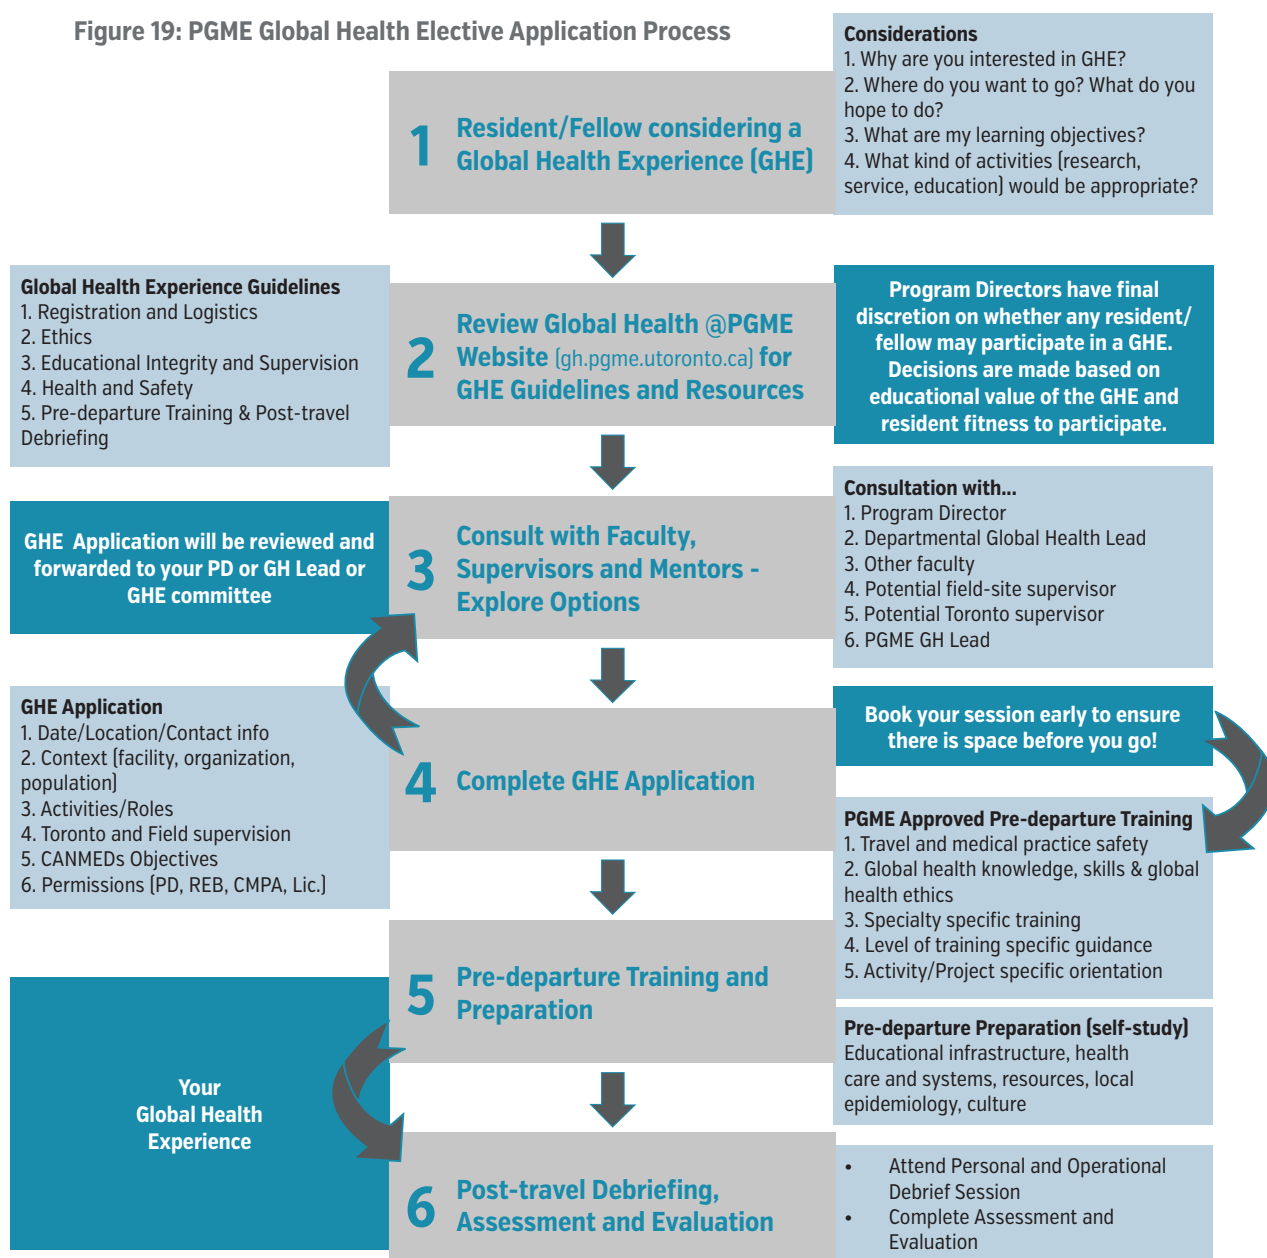 Figure 19: PGME Global Health Elective Application Process
Considerations
1. Why are you interested in GHE?
2. Where do you want to go? What do you
hope to do?
3. What are my learning objectives?
4. What kind of activities (research,
service, education) would be appropriate?
1
Resident/Fellow considering a
Global Health Experience (GHE)
Global Health Experience Guidelines
1. Registration and Logistics
2. Ethics
3. Educational Integrity and Supervision
4. Health and Safety
5. Pre-departure Training & Post-travel
Debriefing
2
Review Global Health @PGME
Website (gh.pgme.utoronto.ca) for
GHE Guidelines and Resources
Program Directors have final
discretion on whether any resident/
fellow may participate in a GHE.
Decisions are made based on
educational value of the GHE and
resident fitness to participate.
GHE Application will be reviewed and
forwarded to your PD or GH Lead or
GHE committee
3
Consult with Faculty,
Supervisors and Mentors -
Explore Options
Consultation with...
1. Program Director
2. Departmental Global Health Lead
3. Other faculty
4. Potential field-site supervisor
5. Potential Toronto supervisor
6. PGME GH Lead
GHE Application
1. Date/Location/Contact info
2. Context (facility, organization,
population)
3. Activities/Roles
4. Toronto and Field supervision
5. CANMEDs Objectives
6. Permissions (PD, REB, CMPA, Lic.)
4
Complete GHE Application
Book your session early to ensure
there is space before you go!
PGME Approved Pre-departure Training
1. Travel and medical practice safety
2. Global health knowledge, skills & global
health ethics
3. Specialty specific training
4. Level of training specific guidance
5. Activity/Project specific orientation
5
Pre-departure Training and
Preparation
Pre-departure Preparation (self-study)
Educational infrastructure, health
care and systems, resources, local
epidemiology, culture
Your
Global Health
Experience
6
Post-travel Debriefing,
Assessment and Evaluation
• Attend Personal and Operational
Debrief Session
• Complete Assessment and
Evaluation